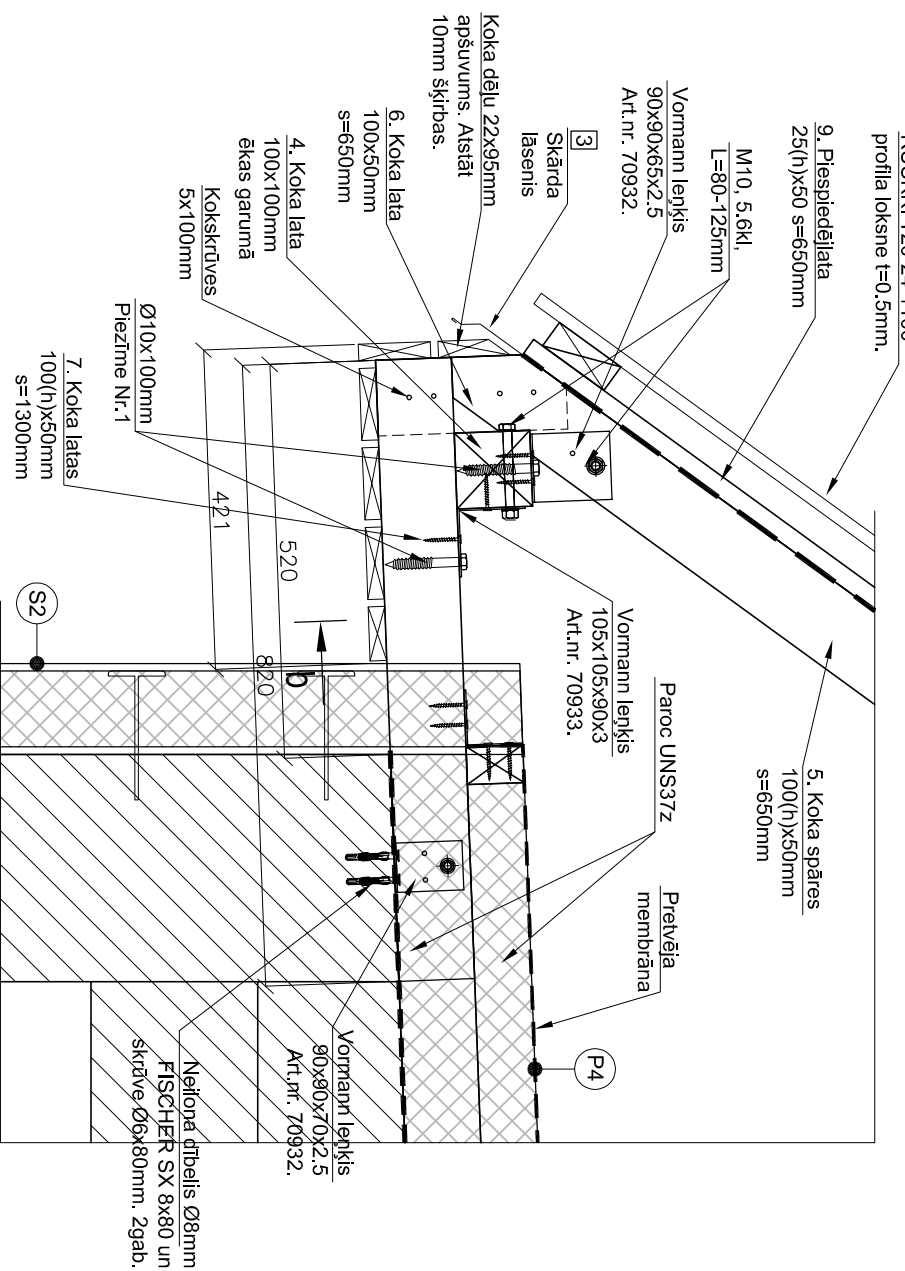 profila loksne t=0.5mm.
9. Piespiedējlata
25(h)x50 s=650mm
M10, 5.6kl,
L=80-125mm
Vormann leņķis
90x90x65x2.5
Art.nr. 70932.
3
Skārda
lāsenis
Koka dēļu 22x95mm
apšuvums. Atstāt
10mm šķirbas.
6. Koka lata
100x50mm
s=650mm
4. Koka lata
100x100mm
ēkas garumā
Kokskrūves
5x100mm
Ø10x100mm
Piezīme Nr.1
7. Koka latas
100(h)x50mm
s=1300mm
421
520
820
b
S2
5. Koka spāres
100(h)x50mm
s=650mm
Pretvēja
membrāna
Paroc UNS37z
Vormann leņķis
105x105x90x3
Art.nr. 70933.
P4
Vormann leņķis
90x90x70x2.5
Art.nr. 70932.
Neilona dībelis Ø8mm
FISCHER SX 8x80 un
skrūve Ø6x80mm. 2gab.